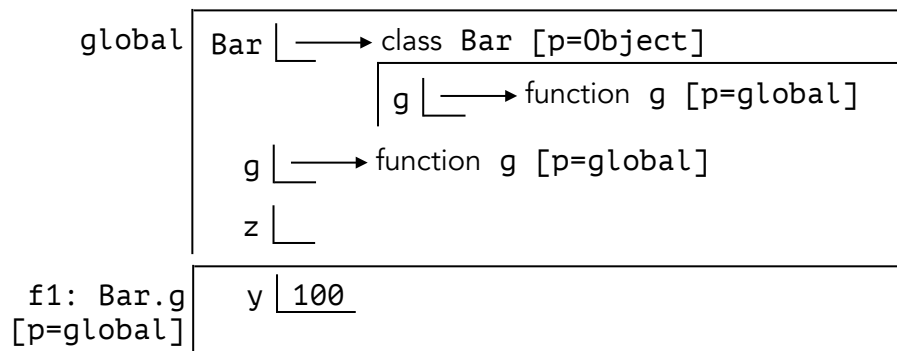 global Bar class Bar [p=Object]
g function g [p=global]
g function g [p=global]
z
f1: Bar.g y 100
[p=global]